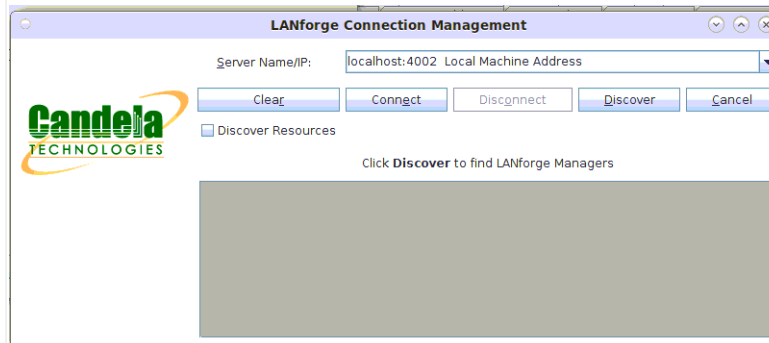 LANforge Connection Management
Server Name/IP: localhost:4002 Local Machine Address
Clear Connect Disconnect Discover Cancel
Candela
TECHNOLOGIES
Discover Resources
Click Discover to find LANforge Managers